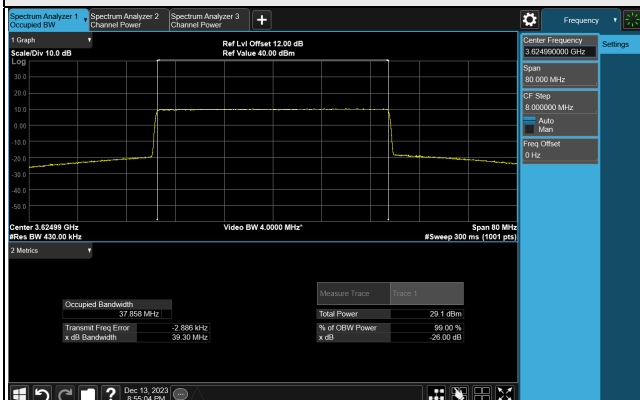 Spectrum Analyzer 1
Occupied BW
Spectrum Analyzer 2
Channel Power
Spectrum Analyzer 3
Channel Power
+
Frequency
1 Graph
Scale/Div 10.0 dB
Log
Ref Lvl Offset 12.00 dB
Ref Value 40.00 dBm
30.0
20.0
10.0
0.00
-10.0
-20.0
-30.0
-40.0
-50.0
Center 3.62499 GHz
#Res BW 430.00 kHz
Video BW 4.0000 MHz*
Span 80 MHz
#Sweep 300 ms (1001 pts)
2 Metrics
Measure Trace
Trace 1
Occupied Bandwidth
37.858 MHz
Total Power
29.1 dBm
Transmit Freq Error
-2.886 kHz
% of OBW Power
99.00 %
x dB Bandwidth
39.30 MHz
x dB
-26.00 dB
Center Frequency
3.624990000 GHz
Settings
Span
80.000 MHz
CF Step
8.000000 MHz
Auto
Man
Freq Offset
0 Hz
?
Dec 13, 2023
8:55:04 PM